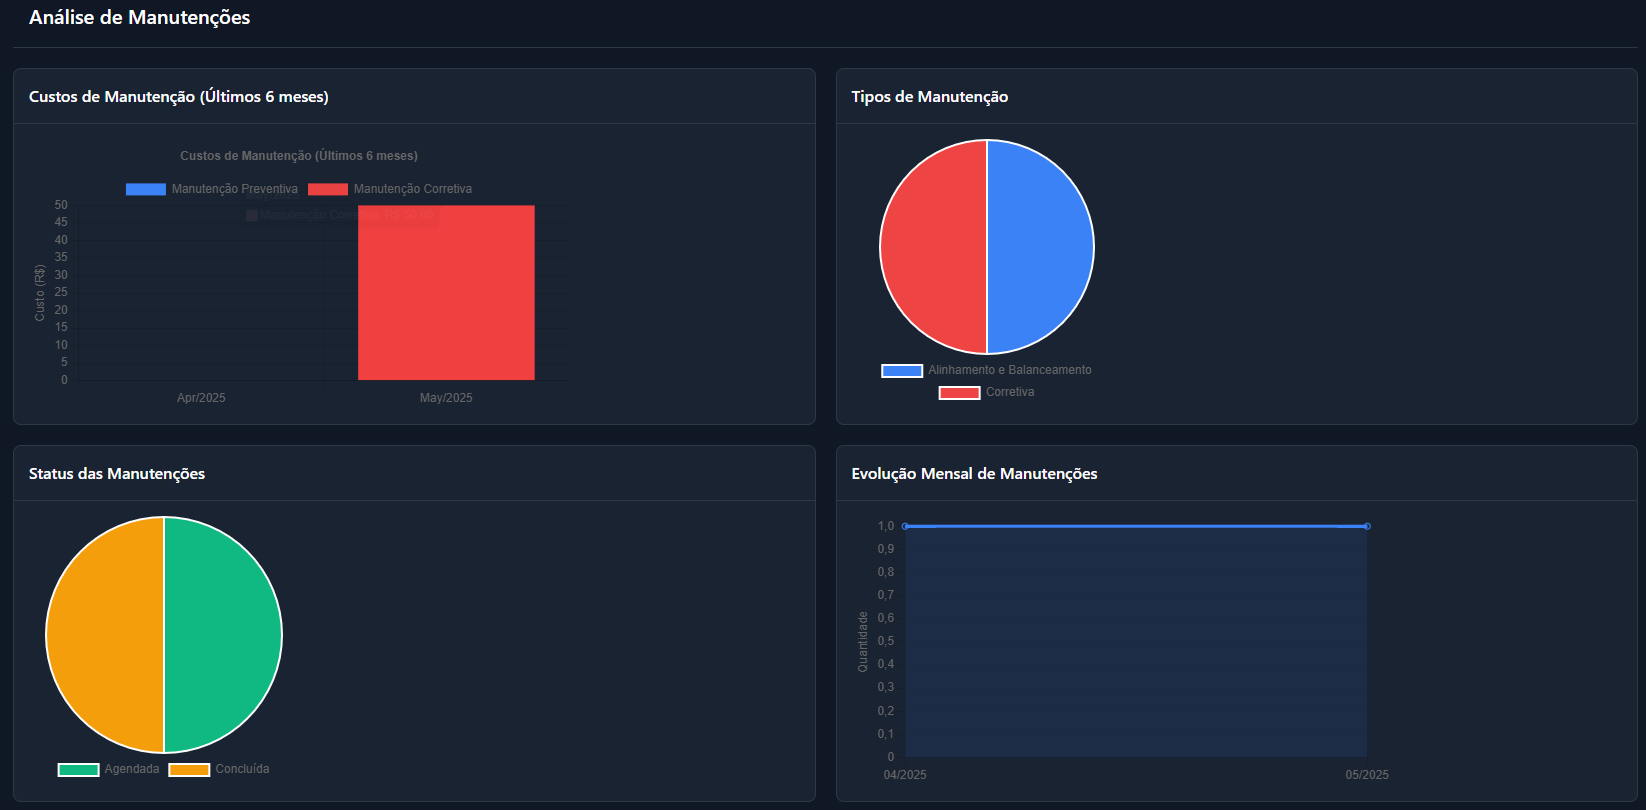 Análise de Manutenções
Custos de Manutenção (Últimos 6 meses)
Custos de Manutenção (Últimos 6 meses)
Manutenção Preventiva
Manutenção Corretiva
May/2025
Manutenção Corretiva: R$ 50,00
Custo (R$)
50
45
40
35
30
25
20
15
10
5
0
Apr/2025
May/2025
Tipos de Manutenção
Alinhamento e Balanceamento
Corretiva
Status das Manutenções
Agendada
Concluída
Evolução Mensal de Manutenções
Quantidade
1,0
0,9
0,8
0,7
0,6
0,5
0,4
0,3
0,2
0,1
0
04/2025
05/2025